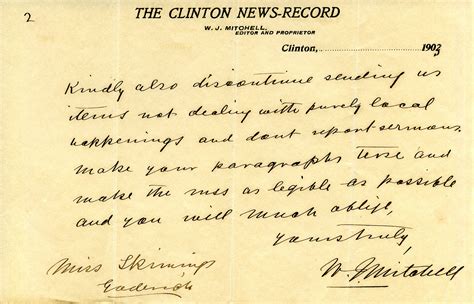 2
THE CLINTON NEWS-RECORD
W. J. MITCHELL,
EDITOR AND PROPRIETOR
Clinton,....................1903
Kindly also discontinue sending us
items not dealing with purely local
happenings and dont report sermons.
make your paragraphs terse and
make the mss as legible as possible
and you will much oblige,
yours truly,
W. J. Mitchell
Miss Skimings
Goderich